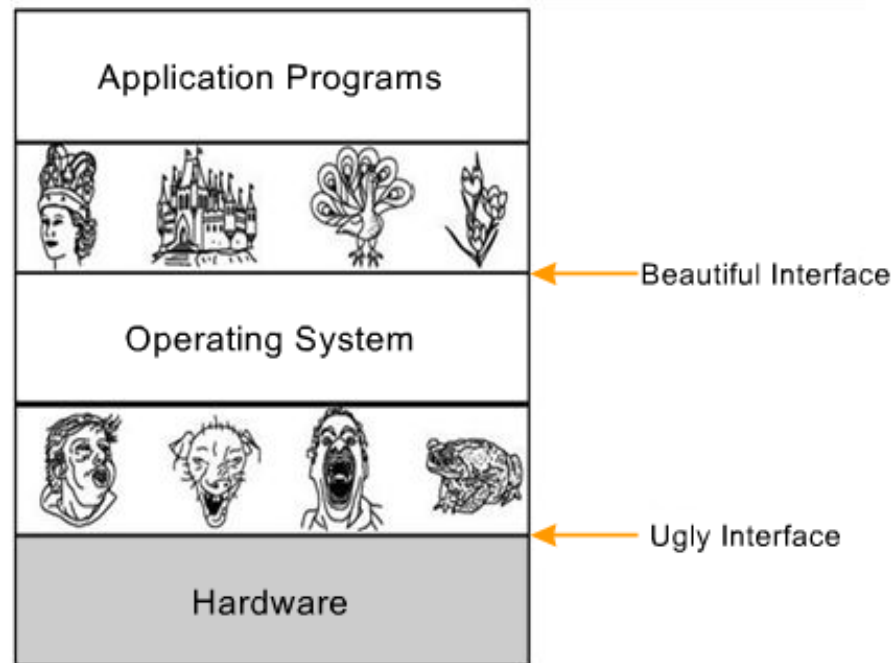 Application Programs
Beautiful Interface
Operating System
Ugly Interface
Hardware